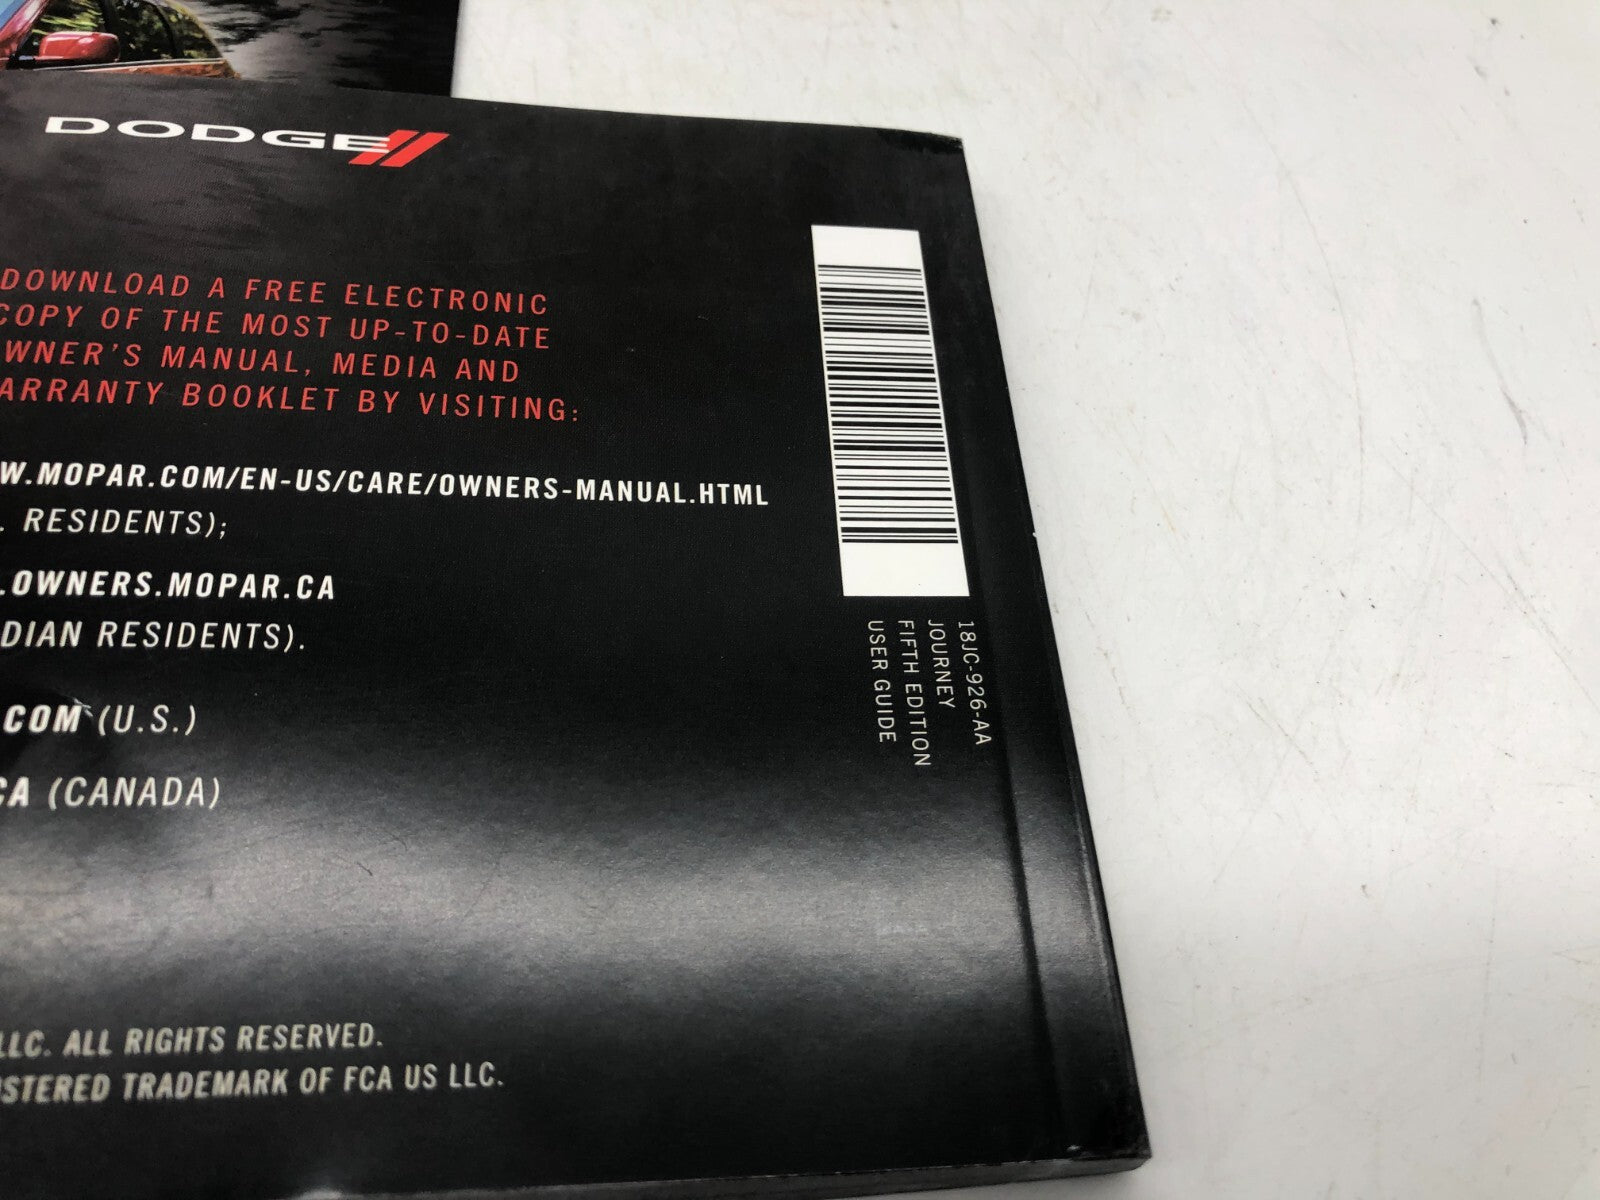 DODGE
DOWNLOAD A FREE ELECTRONIC
COPY OF THE MOST UP-TO-DATE
WNER'S MANUAL, MEDIA AND
ARRANTY BOOKLET BY VISITING:
W.MOPAR.COM/EN-US/CARE/OWNERS-MANUAL.HTML
. RESIDENTS);
.OWNERS.MOPAR.CA
DIAN RESIDENTS).
.COM (U.S.)
CA (CANADA)
LLC. ALL RIGHTS RESERVED.
STERED TRADEMARK OF FCA US LLC.
18JC-926-AA
JOURNEY
FIFTH EDITION
USER GUIDE